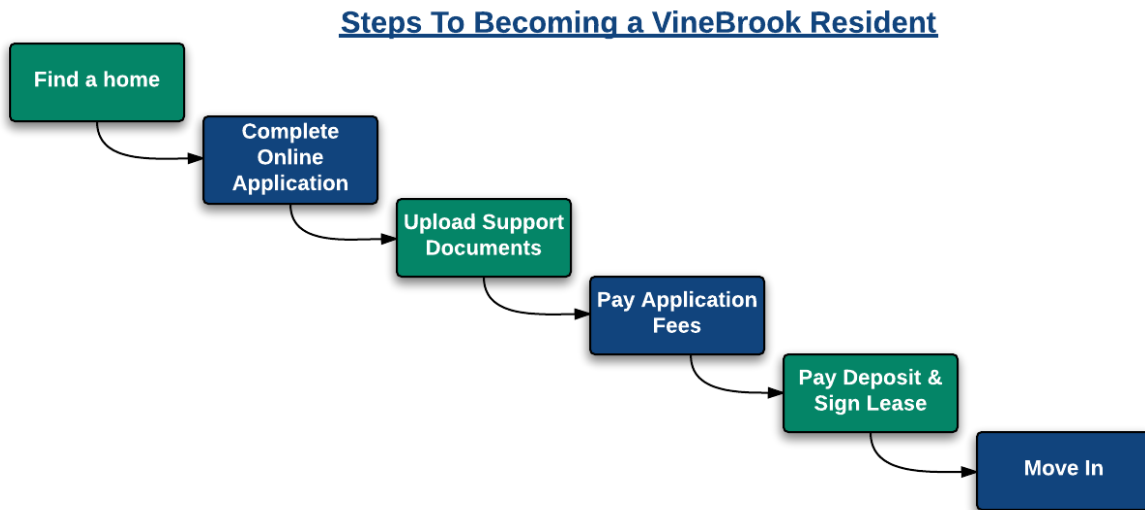 Steps To Becoming a VineBrook Resident
Find a home
Complete
Online
Application
Upload Support
Documents
Pay Application
Fees
Pay Deposit &
Sign Lease
Move In